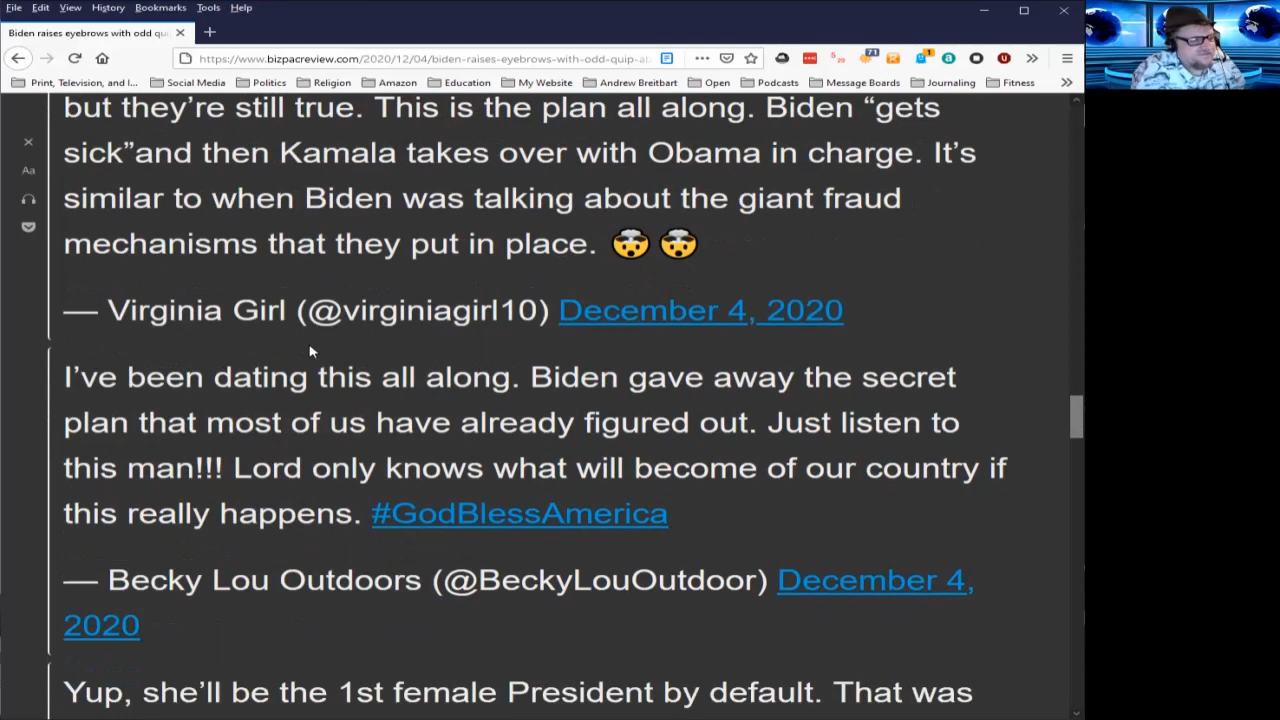 File Edit View History Bookmarks Tools Help
Biden raises eyebrows with odd qu
https://www.bizpacreview.com/2020/12/04/biden-raises-eyebrows-with-odd-quip-a
71
1
Print, Television, and I... Social Media Politics Religion Amazon Education My Website Andrew Breitbart Open Podcasts Message Boards Journaling Fitness
Aa
but they’re still true. This is the plan all along. Biden “gets
sick”and then Kamala takes over with Obama in charge. It’s
similar to when Biden was talking about the giant fraud
mechanisms that they put in place. 🤯 🤯
— Virginia Girl (@virginiagirl10) December 4, 2020
I’ve been dating this all along. Biden gave away the secret
plan that most of us have already figured out. Just listen to
this man!!! Lord only knows what will become of our country if
this really happens. #GodBlessAmerica
— Becky Lou Outdoors (@BeckyLouOutdoor) December 4,
2020
Yup, she’ll be the 1st female President by default. That was